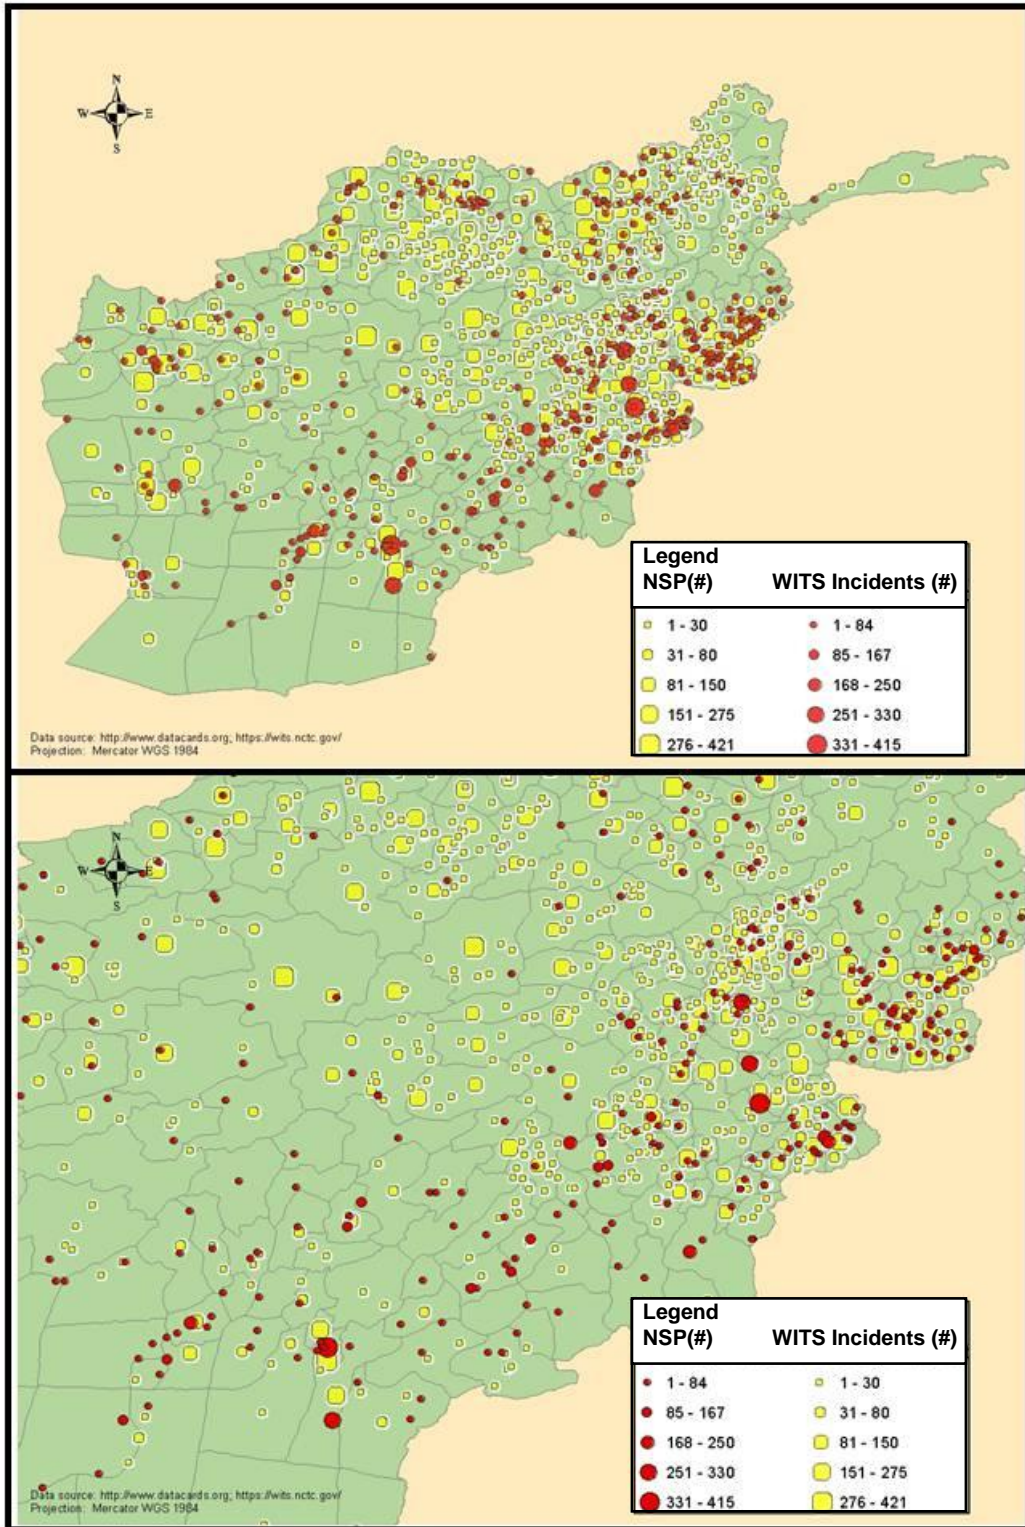 N
W E
S
Legend
NSP(#) WITS Incidents (#)
1 - 30 1 - 84
31 - 80 85 - 167
81 - 150 168 - 250
151 - 275 251 - 330
276 - 421 331 - 415
Data source: http://www.datacards.org; https://wits.nctc.gov/
Projection: Mercator WGS 1984
N
W E
S
Legend
NSP(#) WITS Incidents (#)
1 - 84 1 - 30
85 - 167 31 - 80
168 - 250 81 - 150
251 - 330 151 - 275
331 - 415 276 - 421
Data source: http://www.datacards.org; https://wits.nctc.gov/
Projection: Mercator WGS 1984